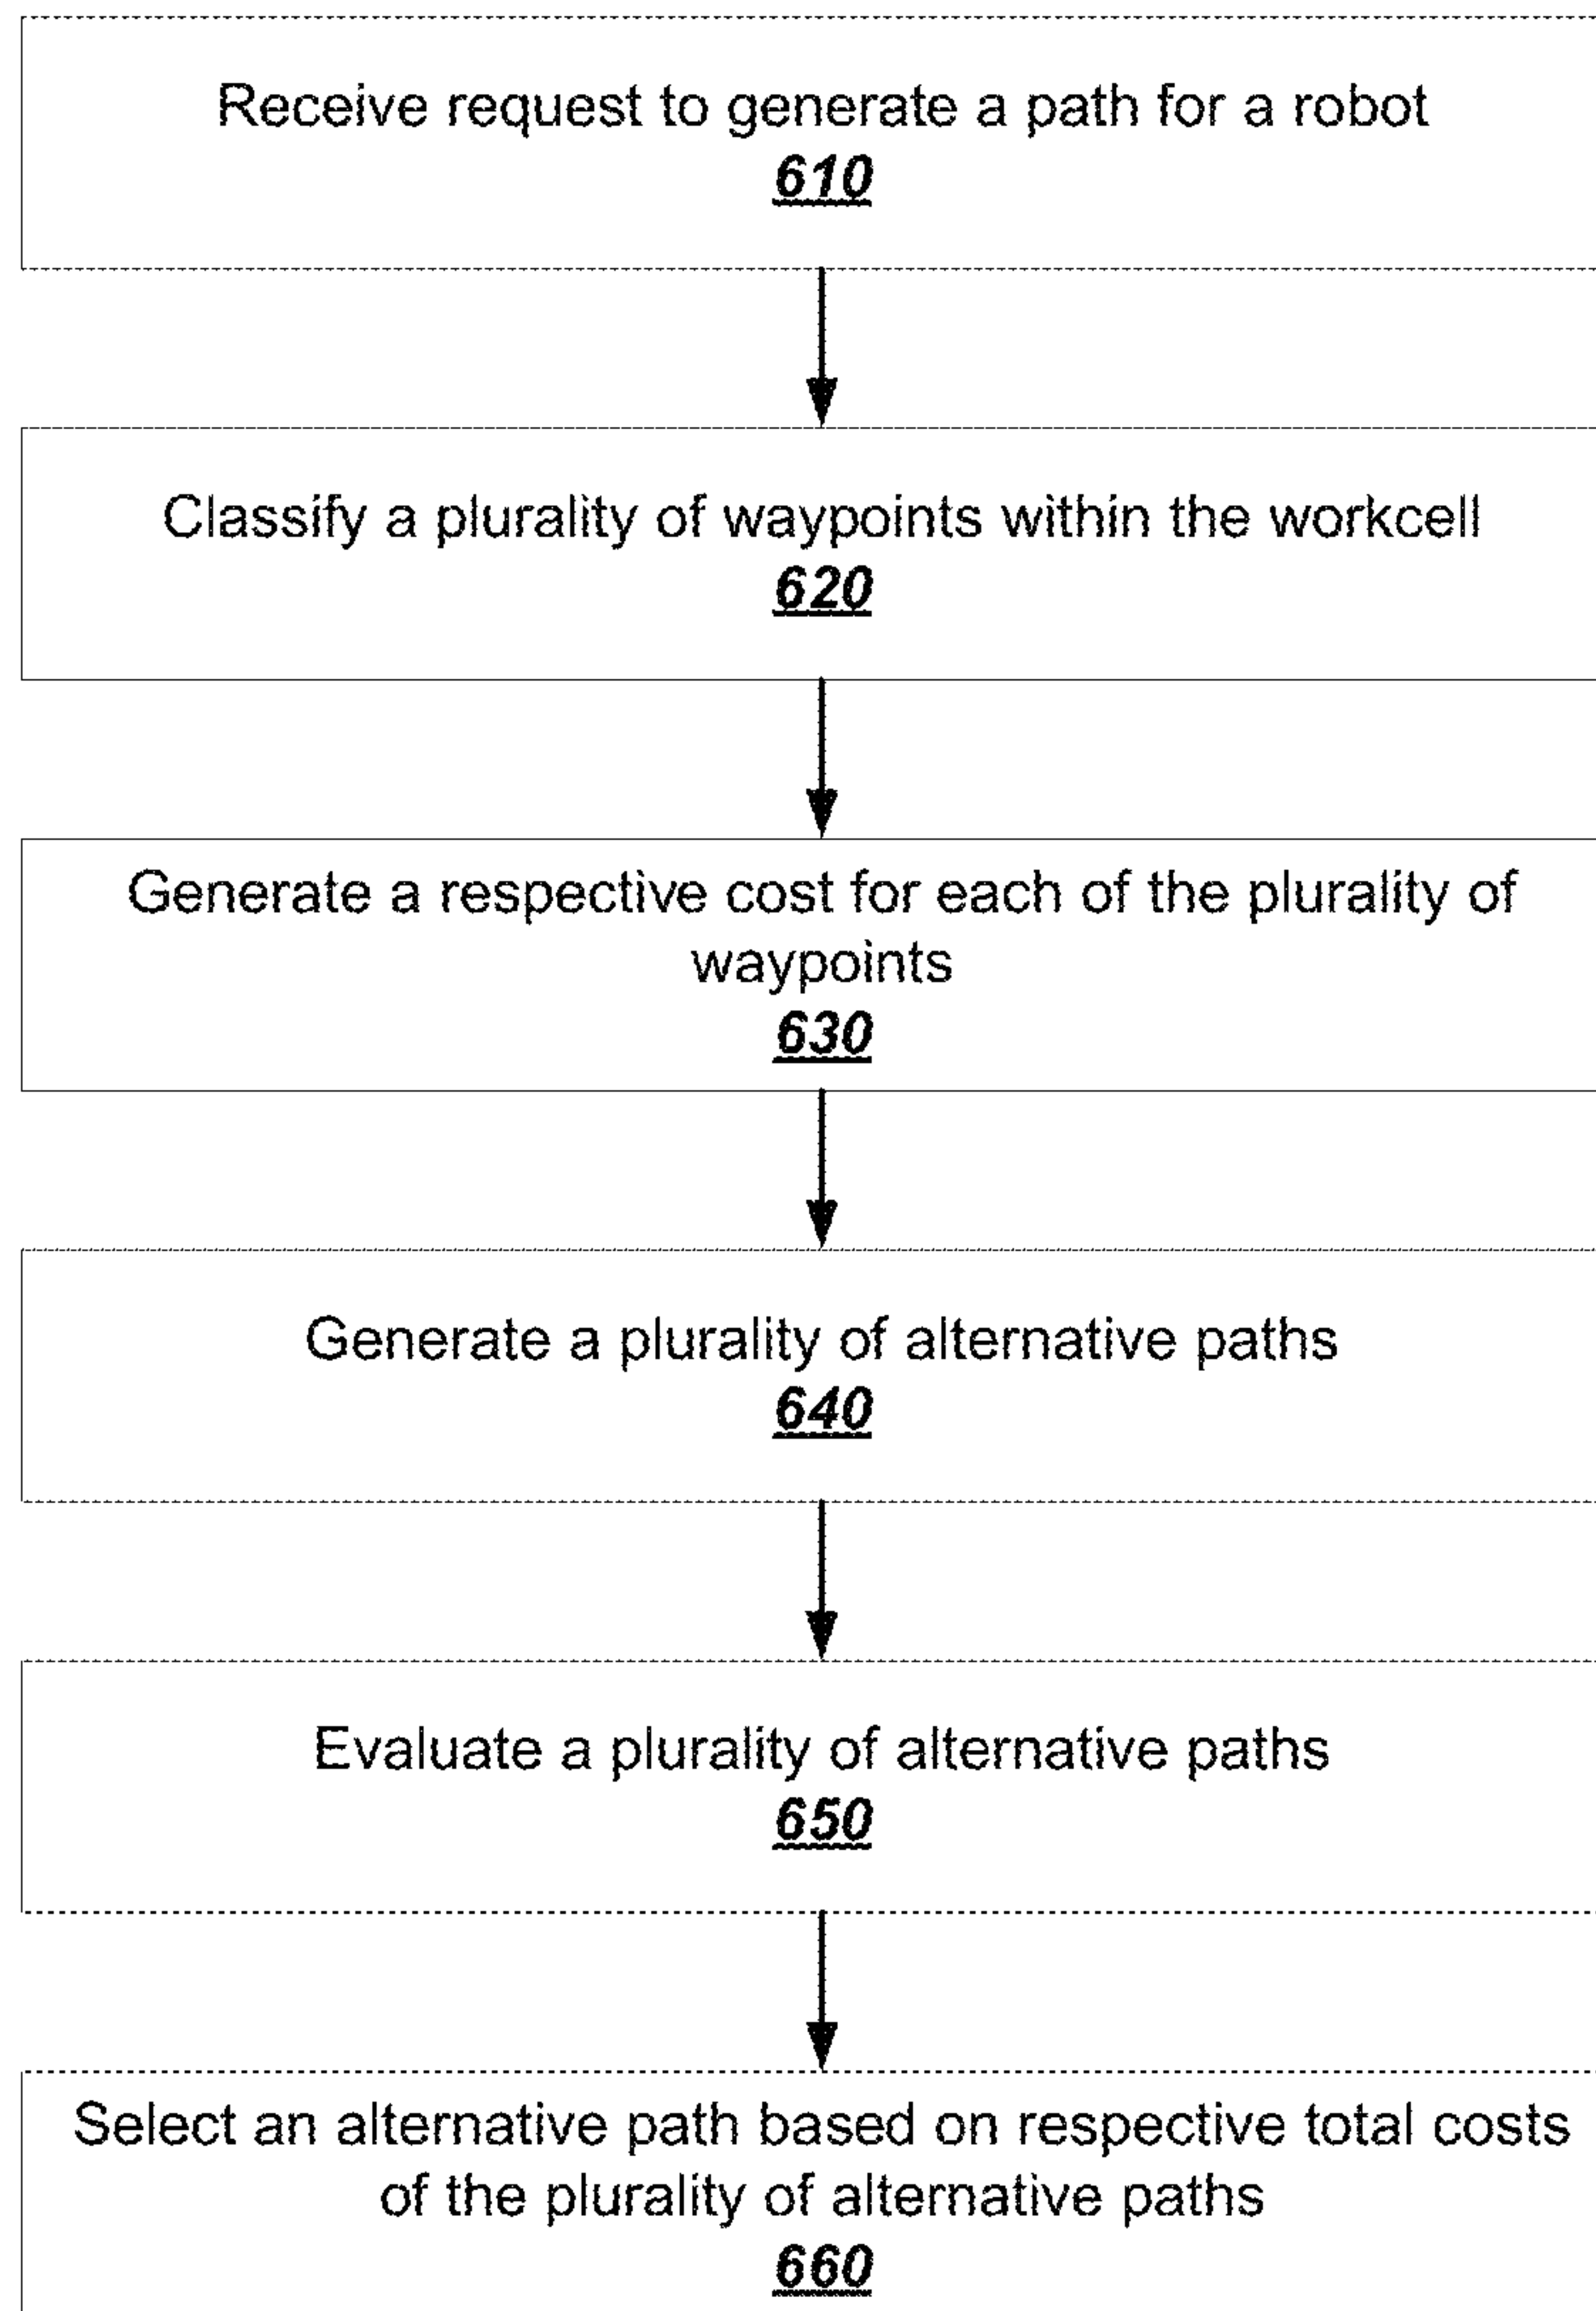 Receive request to generate a path for a robot
610
Classify a plurality of waypoints within the workcell
620
Generate a respective cost for each of the plurality of
waypoints
630
Generate a plurality of alternative paths
640
Evaluate a plurality of alternative paths
650
Select an alternative path based on respective total costs
of the plurality of alternative paths
660